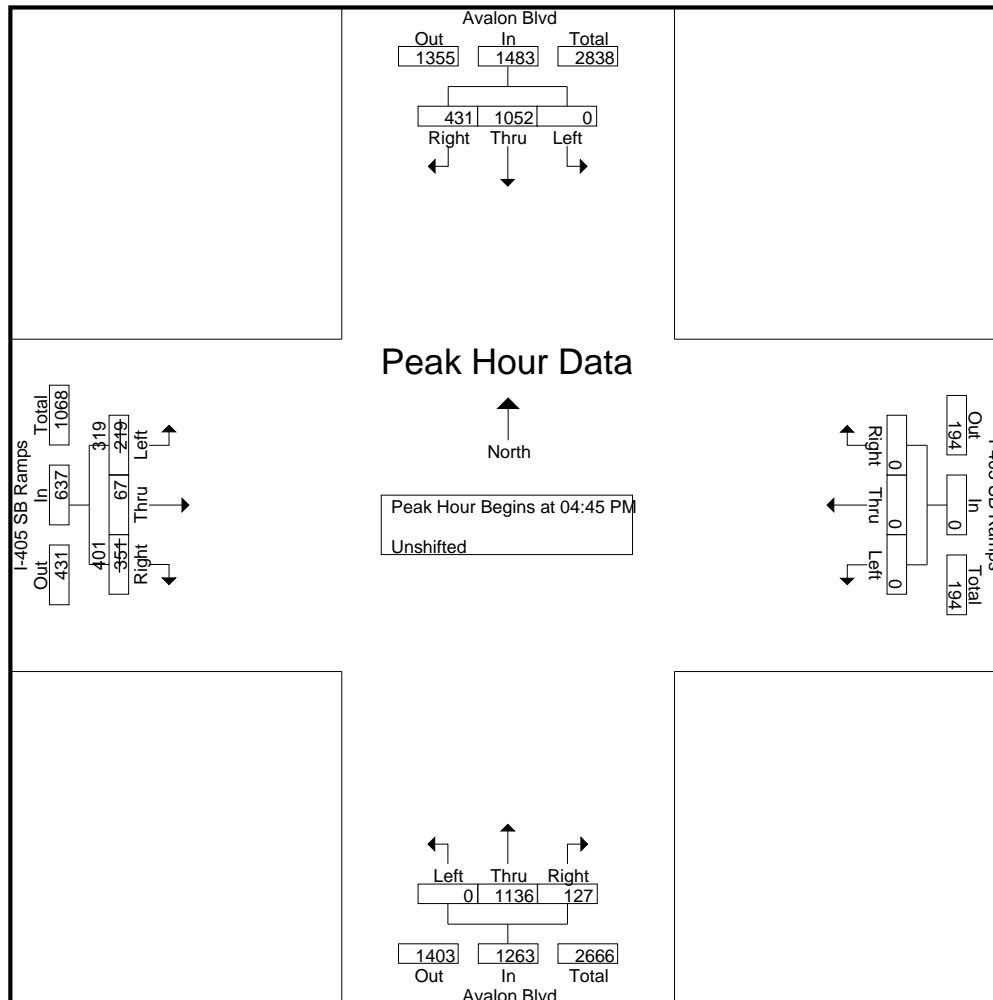 Avalon Blvd
Out In Total
1355 1483 2838
431 1052 0
Right Thru Left
Peak Hour Data
North
Peak Hour Begins at 04:45 PM
Unshifted
I-405 SB Ramps
Total In Out
1068 637 431
319 401
219 67 351
Left Thru Right
Right Thru Left
0 0 0
194 0 194
Out In Total
Left Thru Right
0 1136 127
1403 1263 2666
Out In Total
Avalon Blvd